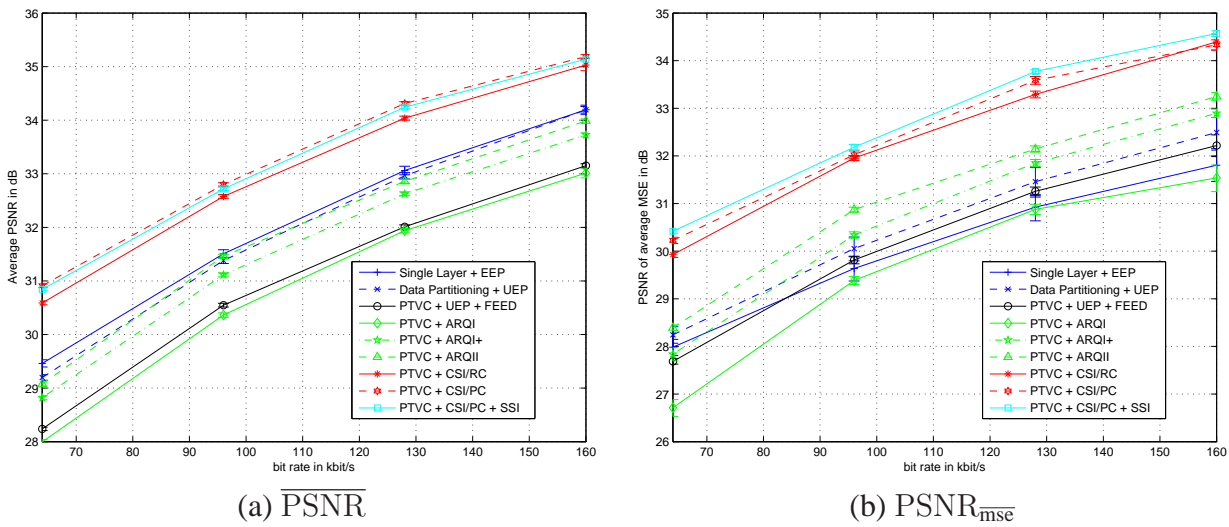 36
35
34
33
32
31
30
29
28
Average PSNR in dB
70 80 90 100 110 120 130 140 150 160
bit rate in kbit/s
Single Layer + EEP
Data Partitioning + UEP
PTVC + UEP + FEED
PTVC + ARQI
PTVC + ARQI+
PTVC + ARQII
PTVC + CSI/RC
PTVC + CSI/PC
PTVC + CSI/PC + SSI
(a) PSNR
35
34
33
32
31
30
29
28
27
26
PSNR of average MSE in dB
70 80 90 100 110 120 130 140 150 160
bit rate in kbit/s
Single Layer + EEP
Data Partitioning + UEP
PTVC + UEP + FEED
PTVC + ARQI
PTVC + ARQI+
PTVC + ARQII
PTVC + CSI/RC
PTVC + CSI/PC
PTVC + CSI/PC + SSI
(b) PSNRmse